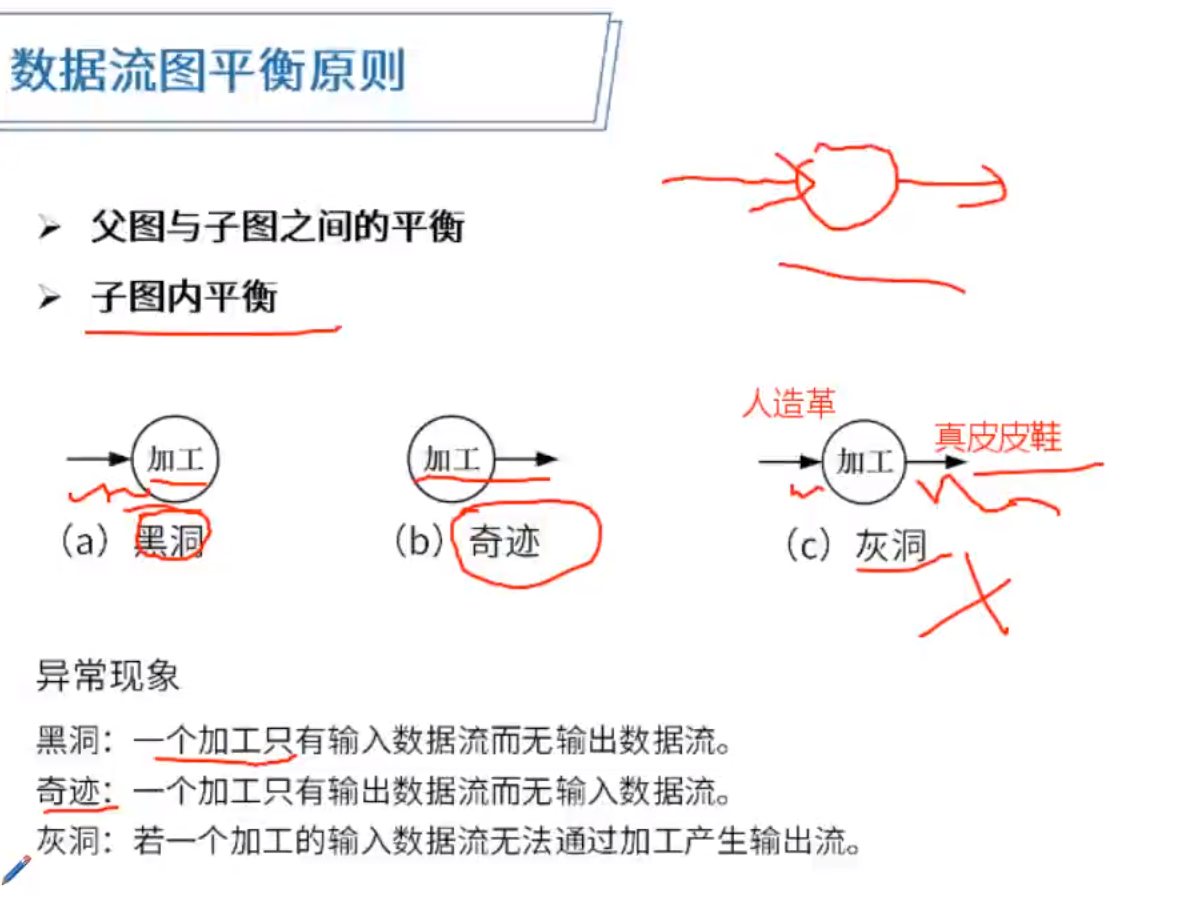 数据流图平衡原则
父图与子图之间的平衡
子图内平衡
人造革
真皮皮鞋
加工
加工
加工
（a）黑洞
（b）奇迹
（c）灰洞
异常现象
黑洞：一个加工只有输入数据流而无输出数据流。
奇迹：一个加工只有输出数据流而无输入数据流。
灰洞：若一个加工的输入数据流无法通过加工产生输出流。